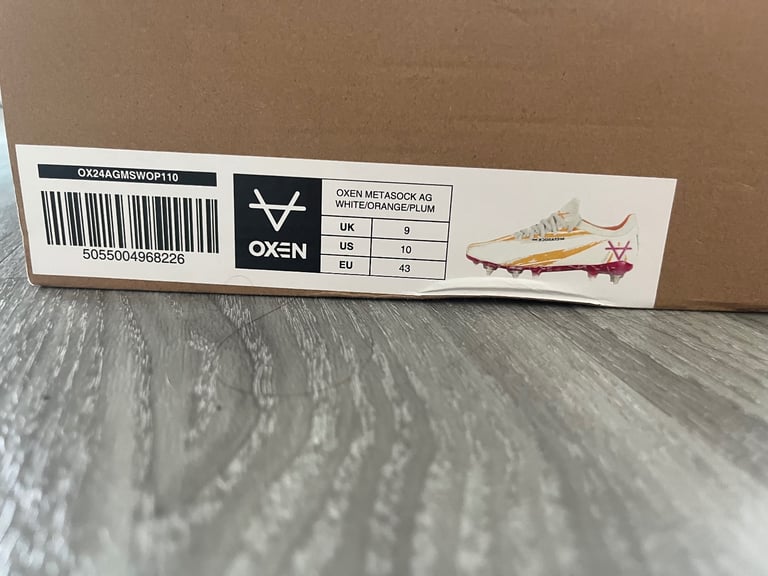 OX24AGMSWOP110
5055004968226
OXEN
OXEN METASOCK AG
WHITE/ORANGE/PLUM
UK 9
US 10
EU 43